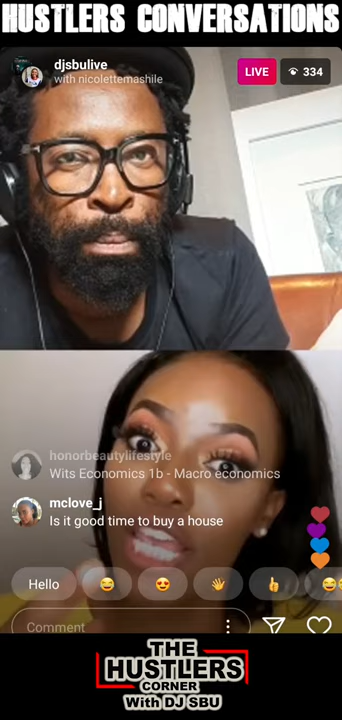 HUSTLERS CONVERSATIONS
djsbulive
with nicolettemashile
LIVE
334
honorbeautylifestyle
Wits Economics 1b - Macro economics
mclove_j
Is it good time to buy a house
Hello
Comment
THE
HUSTLERS
CORNER
With DJ SBU